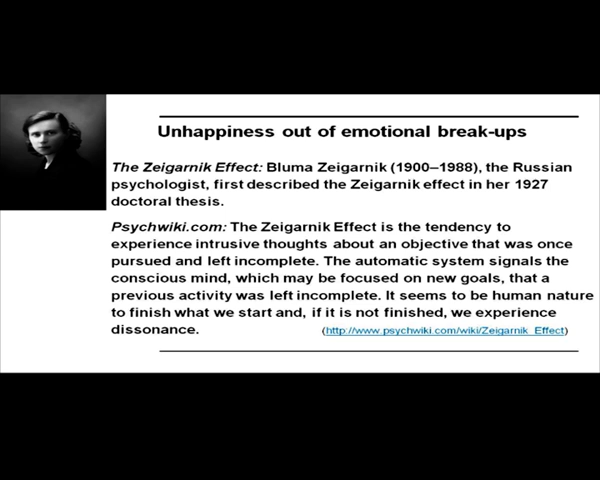 Unhappiness out of emotional break-ups
The Zeigarnik Effect: Bluma Zeigarnik (1900–1988), the Russian
psychologist, first described the Zeigarnik effect in her 1927
doctoral thesis.
Psychwiki.com: The Zeigarnik Effect is the tendency to
experience intrusive thoughts about an objective that was once
pursued and left incomplete. The automatic system signals the
conscious mind, which may be focused on new goals, that a
previous activity was left incomplete. It seems to be human nature
to finish what we start and, if it is not finished, we experience
dissonance. (http://www.psychwiki.com/wiki/Zeigarnik_Effect)